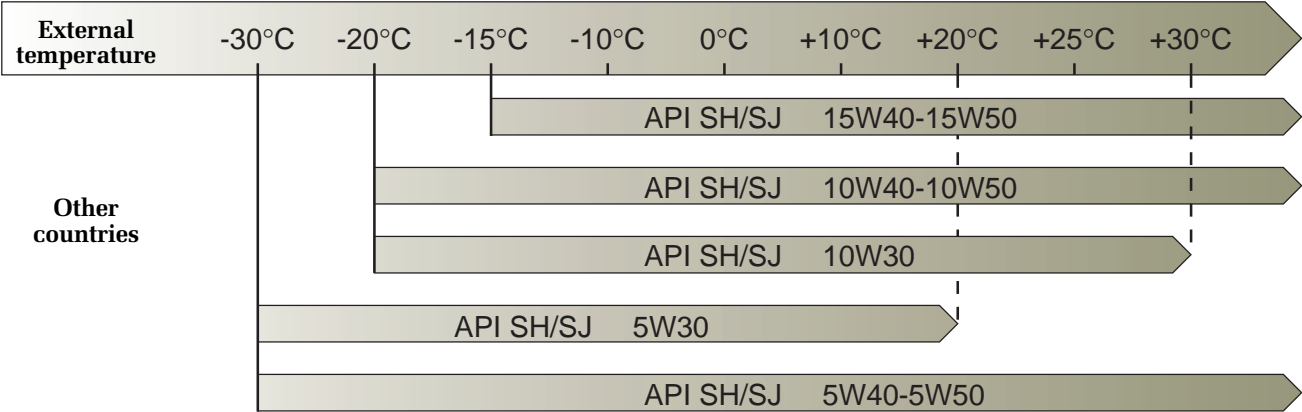 External
temperature
-30°C -20°C -15°C -10°C 0°C +10°C +20°C +25°C +30°C
API SH/SJ 15W40-15W50
API SH/SJ 10W40-10W50
Other
countries
API SH/SJ 10W30
API SH/SJ 5W30
API SH/SJ 5W40-5W50